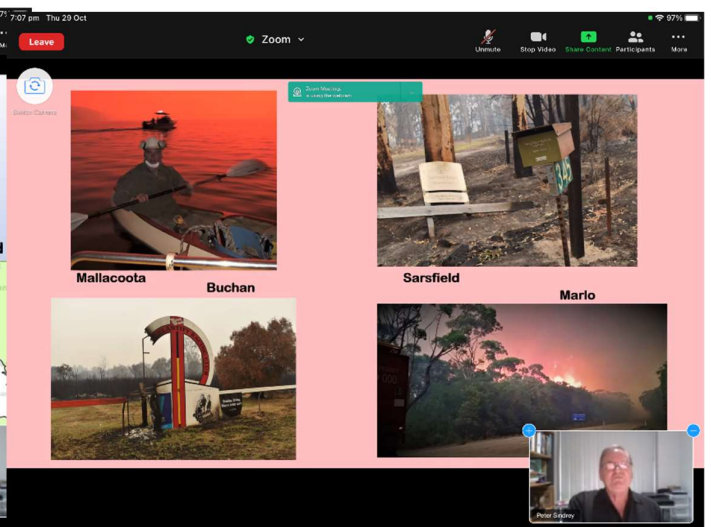 7:07 pm Thu 29 Oct
97%
Leave
Zoom
Unmute
Stop Video
Share Content
Participants
More
Switch Camera
Zoom Meetings
Mallacoota
Buchan
Sarsfield
Marlo
Peter Sindrey